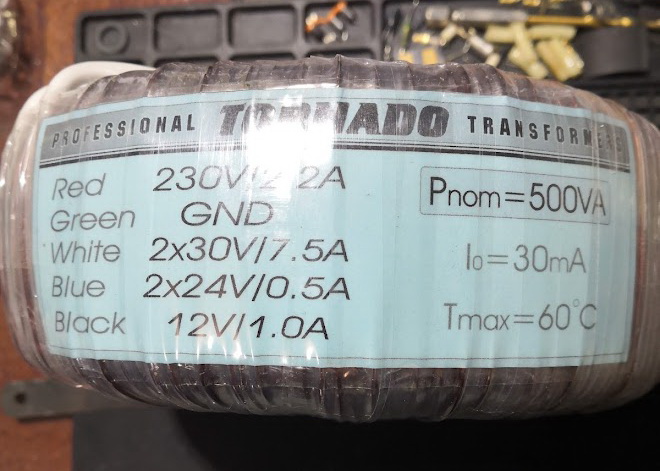 PROFESSIONAL TORNADO TRANSFORMERS
Red 230V/2.2A
Green GND
White 2x30V/7.5A
Blue 2x24V/0.5A
Black 12V/1.0A
Pnom=500VA
I₀=30mA
Tmax=60°C